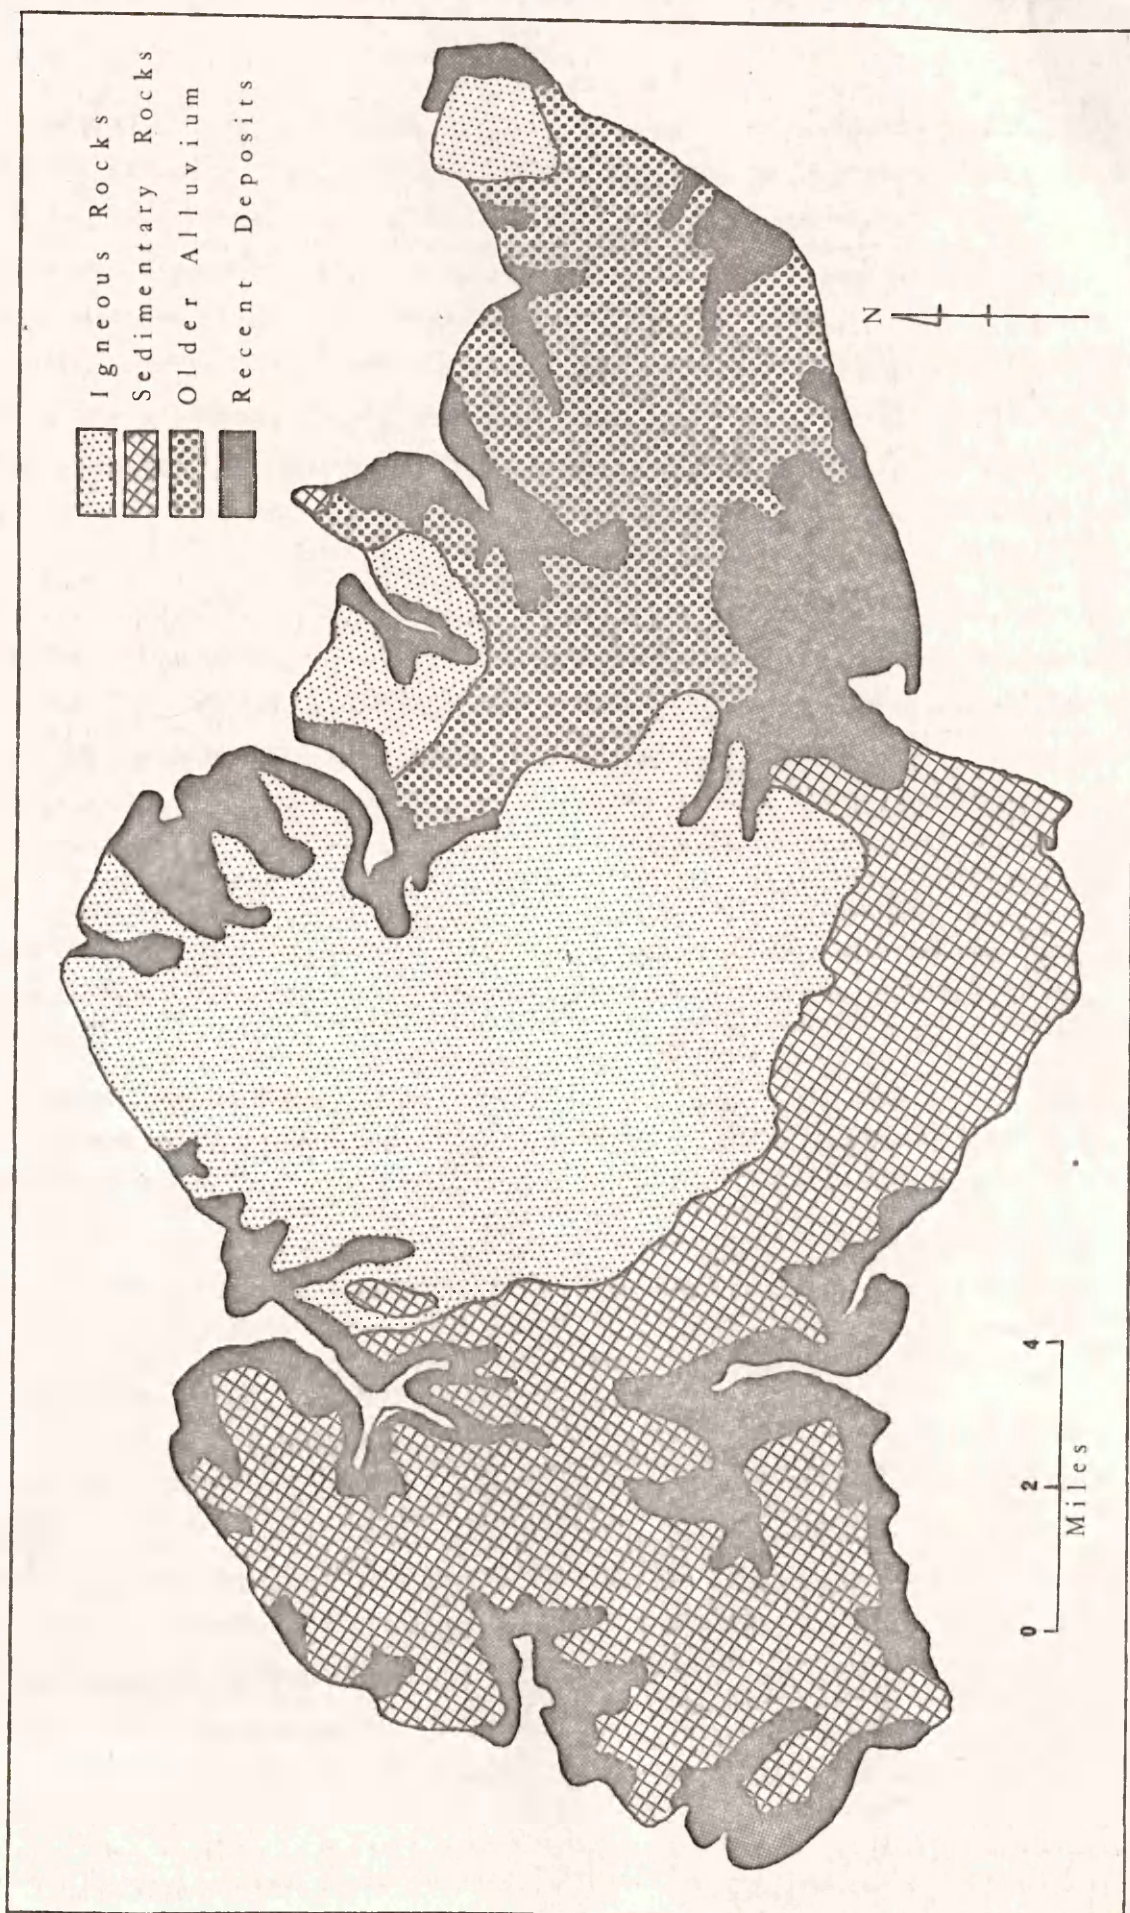 Igneous Rocks
Sedimentary Rocks
Older Alluvium
Recent Deposits
N
0 2 4
Miles